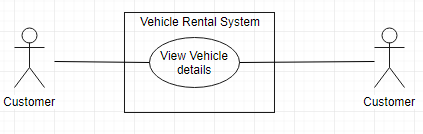 Vehicle Rental System
View Vehicle
details
Customer
Customer